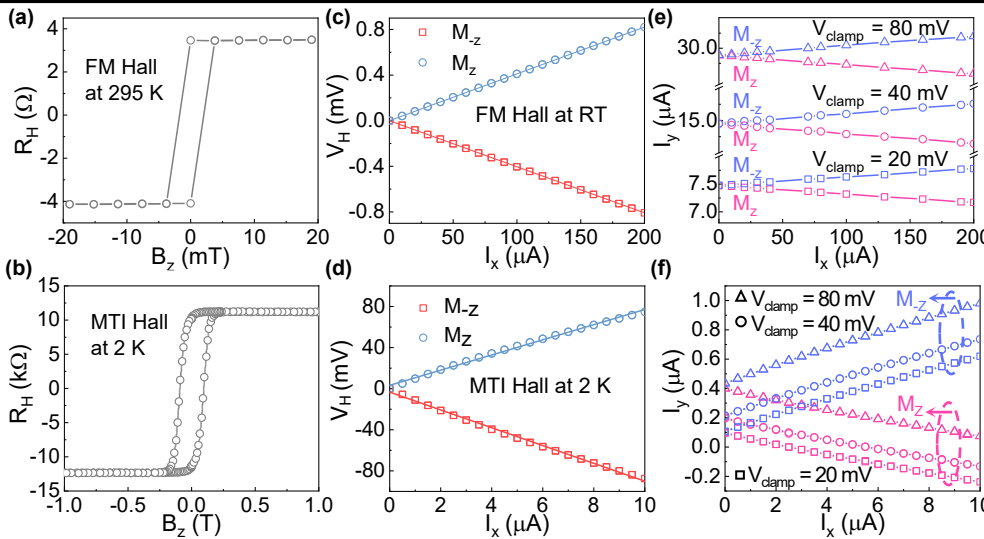 (a)
4
2
0
-2
-4
R_H (Ω)
FM Hall
at 295 K
-20
-10
0
10
20
B_z (mT)
(b)
15
10
5
0
-5
-10
-15
R_H (kΩ)
MTI Hall
at 2 K
-1.0
-0.5
0.0
0.5
1.0
B_z (T)
(c)
0.8
0.4
0.0
-0.4
-0.8
V_H (mV)
M_-z
M_z
FM Hall at RT
0
50
100
150
200
I_x (μA)
(d)
80
40
0
-40
-80
V_H (mV)
M_-Z
M_Z
MTI Hall at 2 K
0
2
4
6
8
10
I_x (μA)
(e)
30.0
15.0
7.5
7.0
I_y (μA)
M_-z
V_clamp = 80 mV
M_z
M_-z
V_clamp = 40 mV
M_z
M_-z
V_clamp = 20 mV
M_z
0
50
100
150
200
I_x (μA)
(f)
1.0
0.8
0.6
0.4
0.2
0.0
-0.2
I_y (μA)
V_clamp = 80 mV
V_clamp = 40 mV
M_-Z
M_Z
V_clamp = 20 mV
0
2
4
6
8
10
I_x (μA)